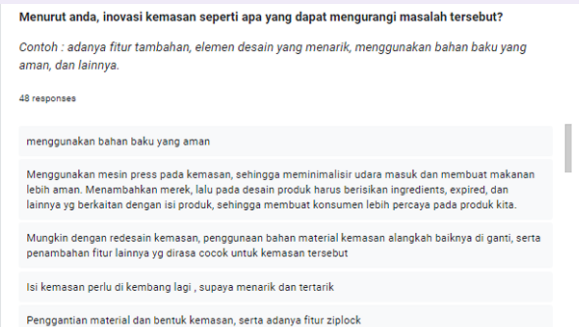 Menurut anda, inovasi kemasan seperti apa yang dapat mengurangi masalah tersebut?
Contoh : adanya fitur tambahan, elemen desain yang menarik, menggunakan bahan baku yang
aman, dan lainnya.
48 responses
menggunakan bahan baku yang aman
Menggunakan mesin press pada kemasan, sehingga meminimalisir udara masuk dan membuat makanan
lebih aman. Menambahkan merek, lalu pada desain produk harus berisikan ingredients, expired, dan
lainnya yg berkaitan dengan isi produk, sehingga membuat konsumen lebih percaya pada produk kita.
Mungkin dengan redesain kemasan, penggunaan bahan material kemasan alangkah baiknya di ganti, serta
penambahan fitur lainnya yg dirasa cocok untuk kemasan tersebut
Isi kemasan perlu di kembang lagi , supaya menarik dan tertarik
Penggantian material dan bentuk kemasan, serta adanya fitur ziplock